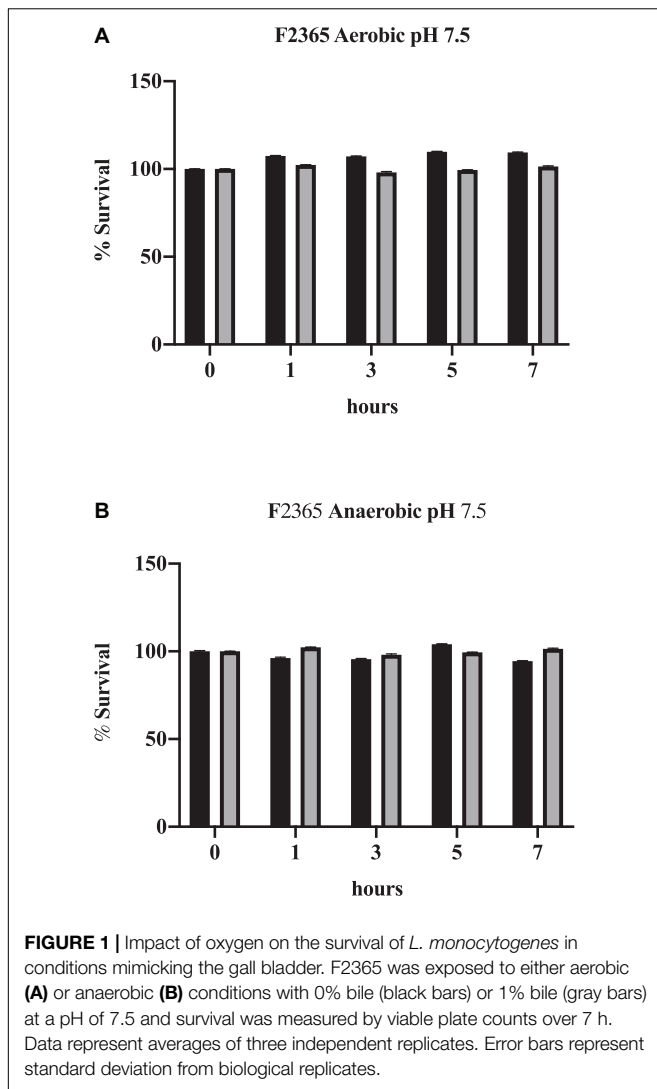 A
F2365 Aerobic pH 7.5
150
100
50
0
% Survival
0 1 3 5 7
hours
B
F2365 Anaerobic pH 7.5
150
100
50
0
% Survival
0 1 3 5 7
hours
FIGURE 1 | Impact of oxygen on the survival of L. monocytogenes in
conditions mimicking the gall bladder. F2365 was exposed to either aerobic
(A) or anaerobic (B) conditions with 0% bile (black bars) or 1% bile (gray bars)
at a pH of 7.5 and survival was measured by viable plate counts over 7 h.
Data represent averages of three independent replicates. Error bars represent
standard deviation from biological replicates.